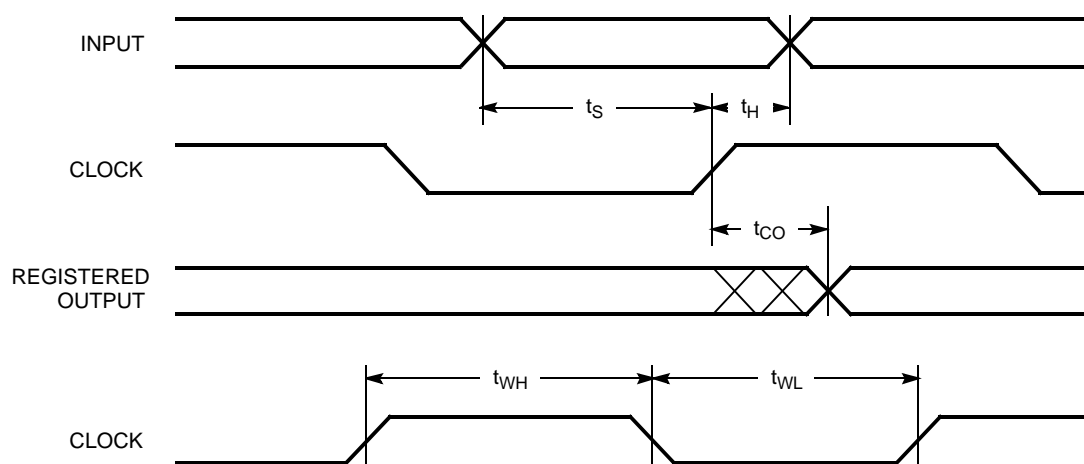 INPUT
tS
tH
CLOCK
tCO
REGISTERED
OUTPUT
tWH
tWL
CLOCK